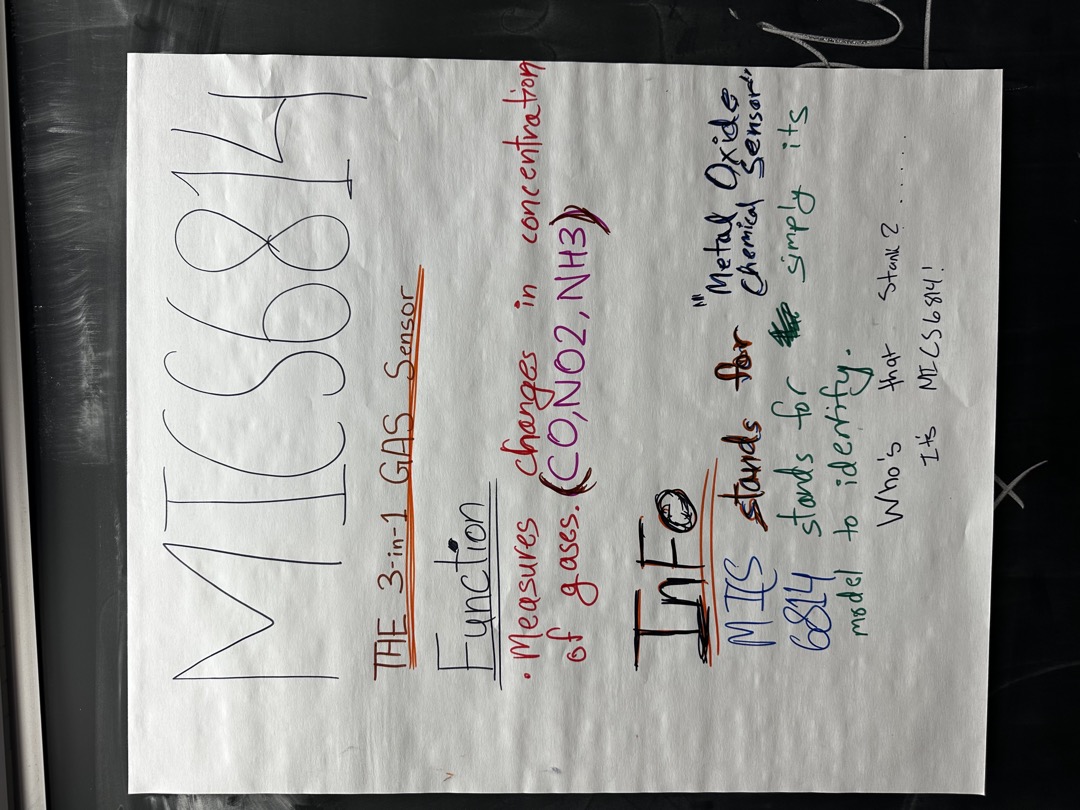 MICS6814
THE 3-in-1 GAS Sensor
Function
• Measures changes in concentration
of gases. (CO, NO2, NH3)
InFo
MICS stands for "Metal Oxide
Chemical Sensor"
6814 stands for simply its
model to identify.
Who's that Stank? ......
It's MICS6814!